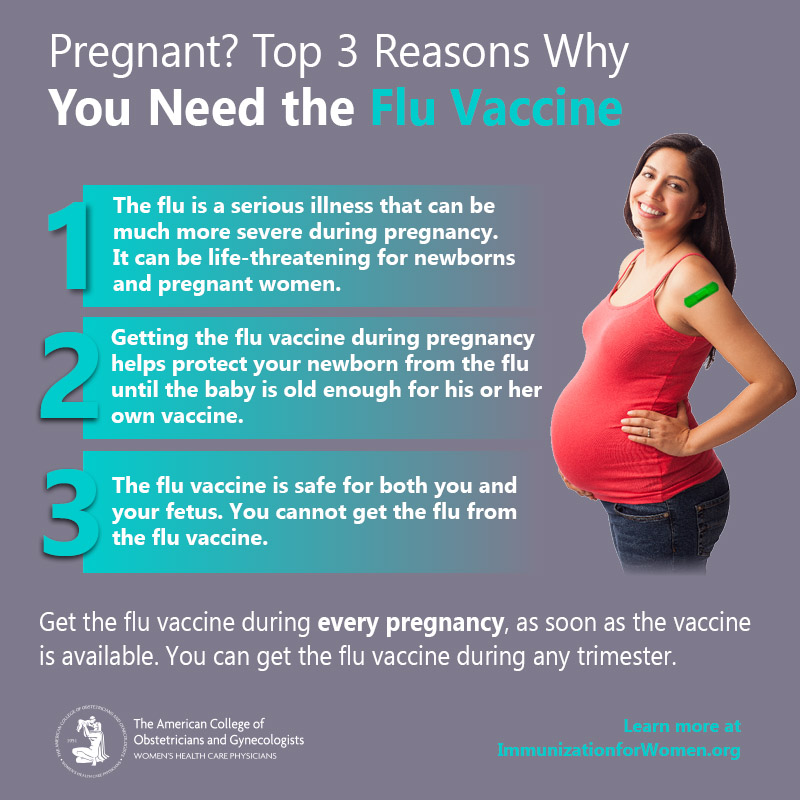 Pregnant? Top 3 Reasons Why
You Need the Flu Vaccine
1
The flu is a serious illness that can be
much more severe during pregnancy.
It can be life-threatening for newborns
and pregnant women.
2
Getting the flu vaccine during pregnancy
helps protect your newborn from the flu
until the baby is old enough for his or her
own vaccine.
3
The flu vaccine is safe for both you and
your fetus. You cannot get the flu from
the flu vaccine.
Get the flu vaccine during every pregnancy, as soon as the vaccine
is available. You can get the flu vaccine during any trimester.
The American College of
Obstetricians and Gynecologists
WOMEN'S HEALTH CARE PHYSICIANS
Learn more at
ImmunizationforWomen.org